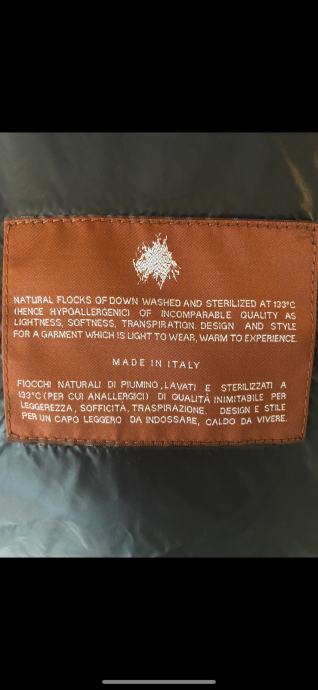 NATURAL FLOCKS OF DOWN WASHED AND STERILIZED AT 133°C
(HENCE HYPOALLERGENIC) OF INCOMPARABLE QUALITY AS
LIGHTNESS, SOFTNESS, TRANSPIRATION. DESIGN AND STYLE
FOR A GARMENT WHICH IS LIGHT TO WEAR, WARM TO EXPERIENCE.
MADE IN ITALY
FIOCCHI NATURALI DI PIUMINO, LAVATI E STERILIZZATI A
133°C (PER CUI ANALLERGICI) DI QUALITÀ INIMITABILE PER
LEGGEREZZA, SOFFICITÀ, TRASPIRAZIONE. DESIGN E STILE
PER UN CAPO LEGGERO DA INDOSSARE, CALDO DA VIVERE.